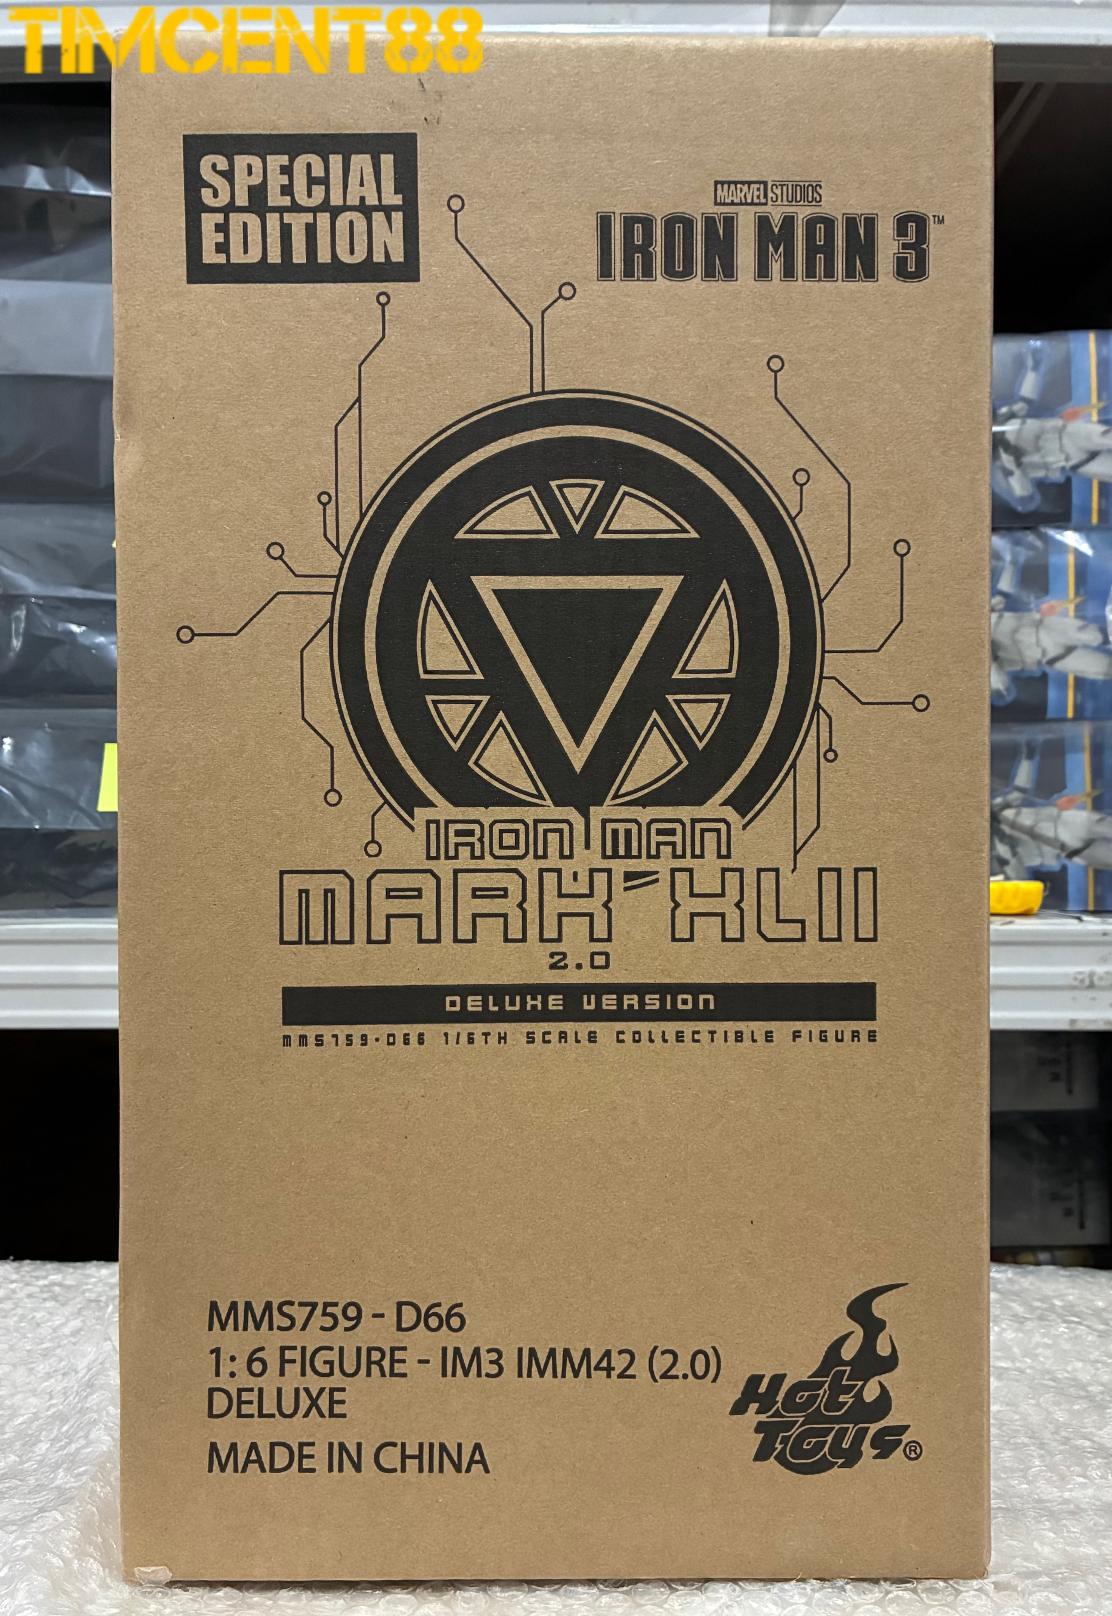 TIMCENT88
SPECIAL
EDITION
MARVEL STUDIOS
IRON MAN 3™
IRON MAN
MARK XLII
2.0
DELUXE VERSION
MMS759-D66 1/6TH SCALE COLLECTIBLE FIGURE
MMS759 - D66
1: 6 FIGURE - IM3 IMM42 (2.0)
DELUXE
MADE IN CHINA
Hot
Toys®